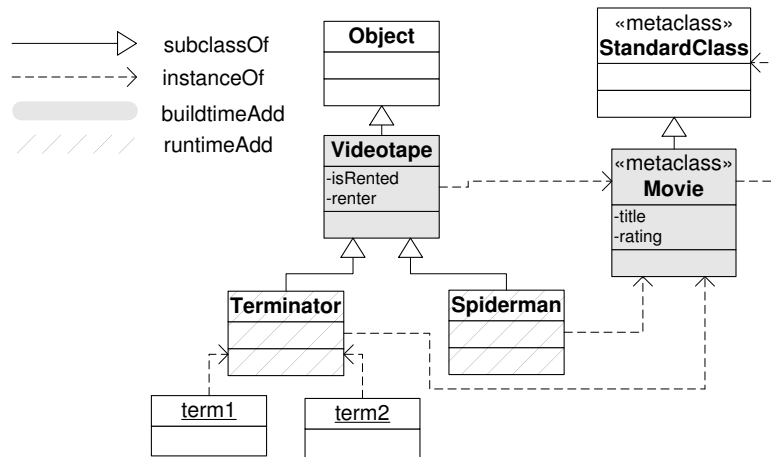 subclassOf
instanceOf
buildtimeAdd
runtimeAdd
Object
«metaclass»
StandardClass
Videotape
-isRented
-renter
«metaclass»
Movie
-title
-rating
Terminator
Spiderman
term1
term2